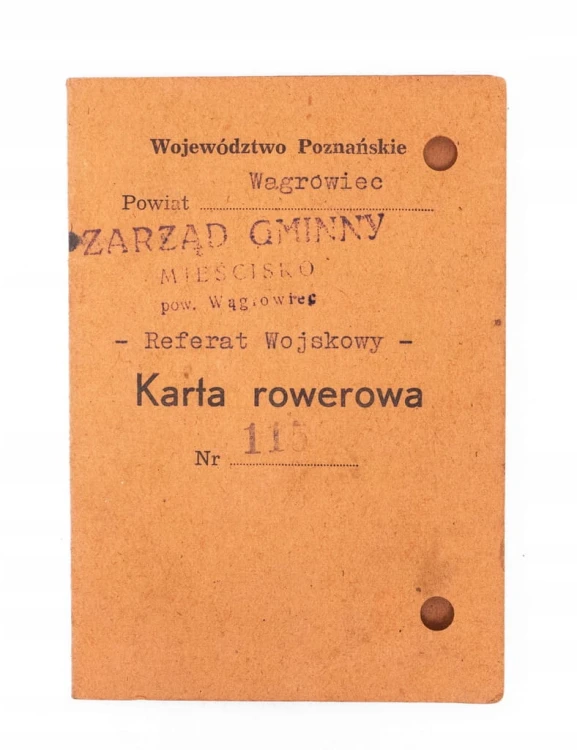 Województwo Poznańskie
Wągrowiec
Powiat
ZARZĄD GMINNY
MIEŚCISKO
pow. Wągrowiec
- Referat Wojskowy -
Karta rowerowa
Nr 115